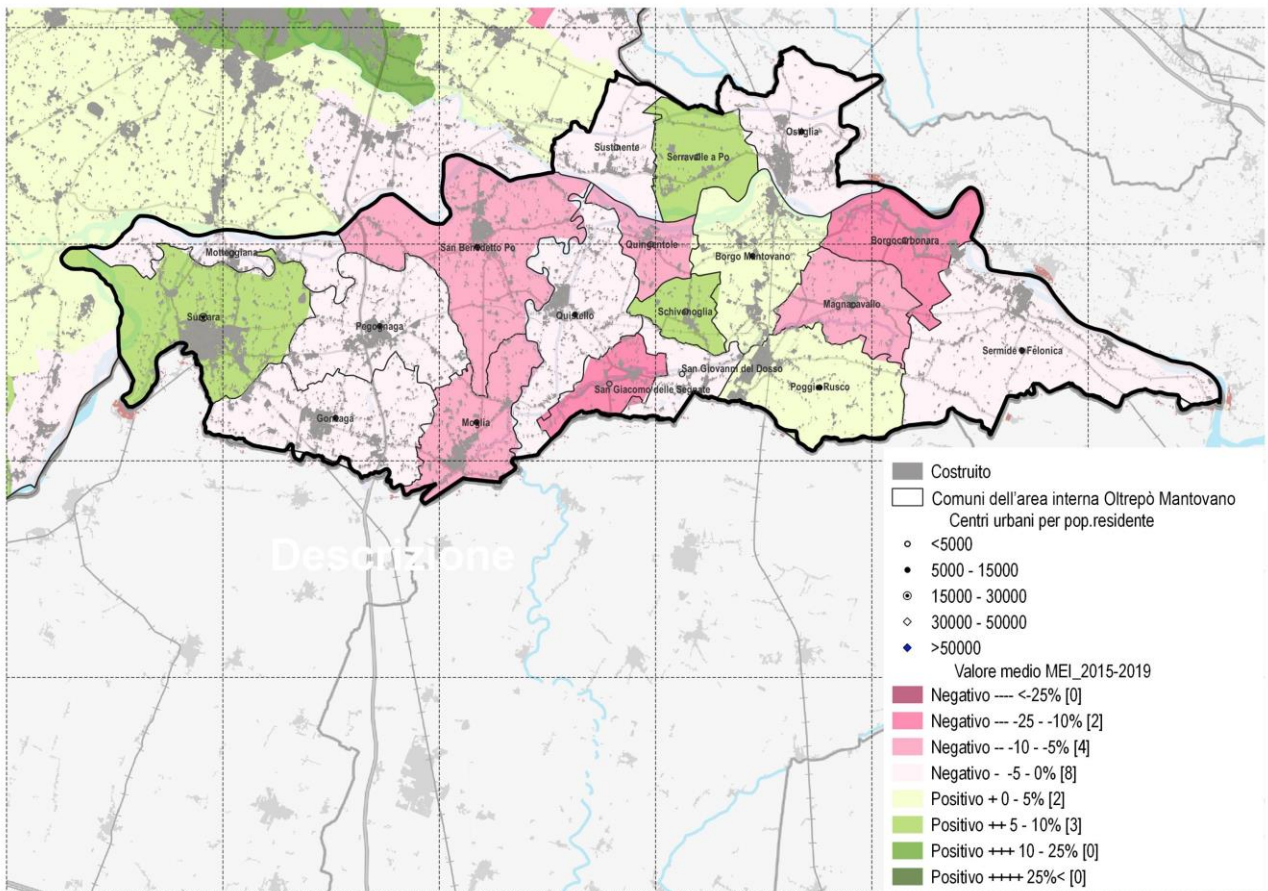 Ostiglia
Sustinente
Serravalle a Po
Motteggiana
San Benedetto Po
Quingentole
Borgo Mantovano
Borgocarbonara
Suzzara
Pegognaga
Quistello
Schivenoglia
Magnacavallo
Sermide e Felonica
San Giovanni del Dosso
San Giacomo delle Segnate
Poggio Rusco
Gonzaga
Moglia
Descrizione
Costruito
Comuni dell'area interna Oltrepò Mantovano
Centri urbani per pop.residente
<5000
5000 - 15000
15000 - 30000
30000 - 50000
>50000
Valore medio MEI_2015-2019
Negativo ---- <-25% [0]
Negativo --- -25 - -10% [2]
Negativo -- -10 - -5% [4]
Negativo - -5 - 0% [8]
Positivo + 0 - 5% [2]
Positivo ++ 5 - 10% [3]
Positivo +++ 10 - 25% [0]
Positivo ++++ 25%< [0]